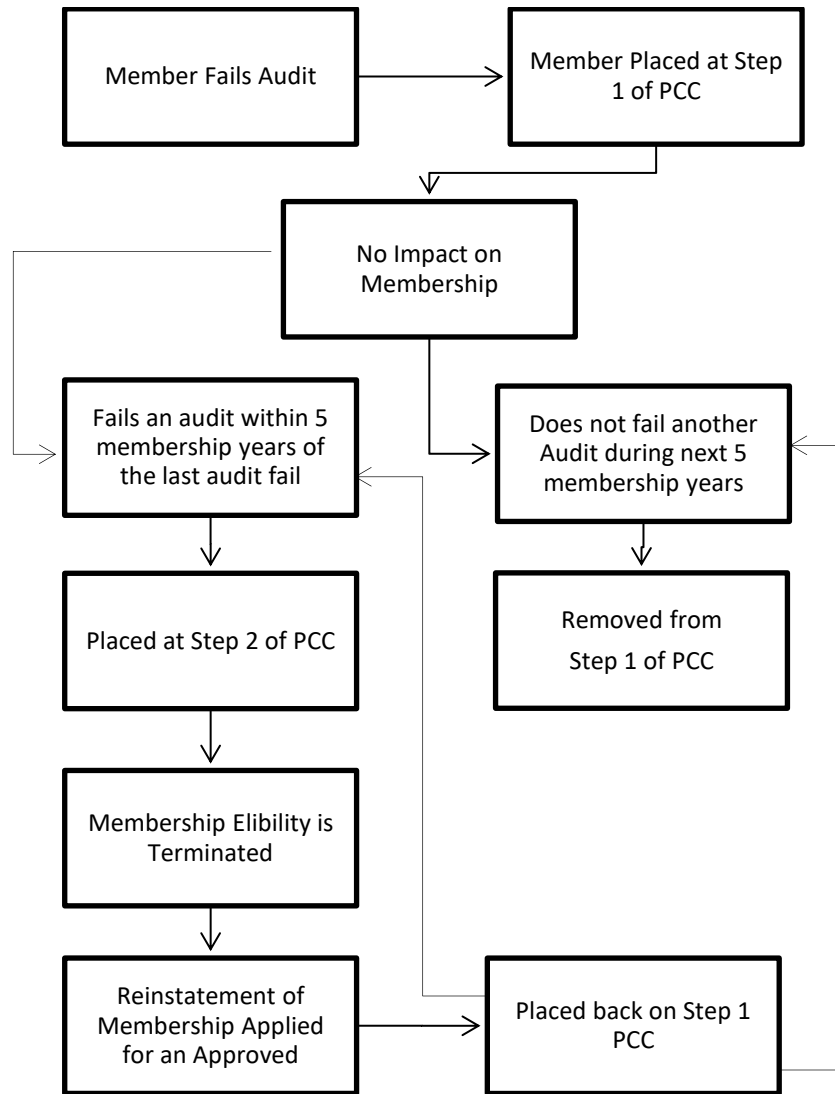 Member Fails Audit
Member Placed at Step
1 of PCC
No Impact on
Membership
Fails an audit within 5
membership years of
the last audit fail
Does not fail another
Audit during next 5
membership years
Placed at Step 2 of PCC
Removed from
Step 1 of PCC
Membership Elibility is
Terminated
Reinstatement of
Membership Applied
for an Approved
Placed back on Step 1
PCC